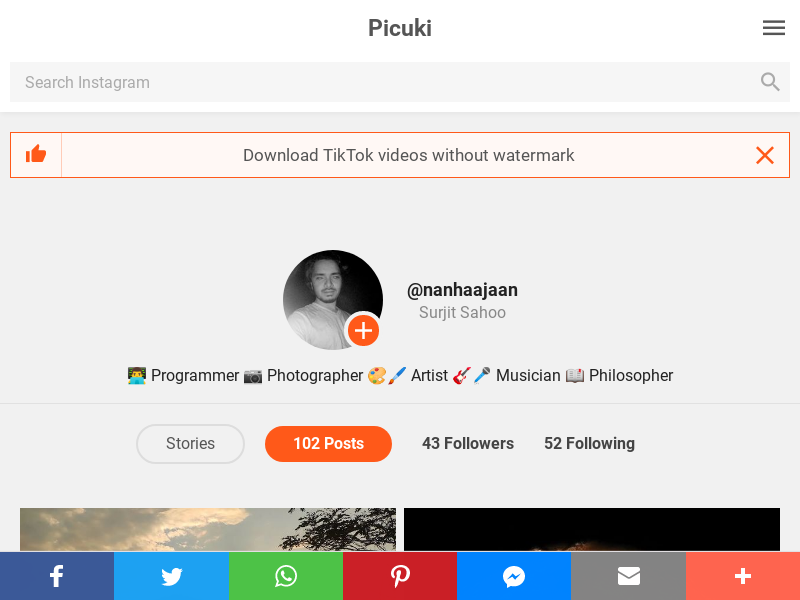 Picuki
Search Instagram
Download TikTok videos without watermark
@nanhaajaan
Surjit Sahoo
👨‍💻 Programmer 📷 Photographer 🎨🖌️ Artist 🎸🎤 Musician 📖 Philosopher
Stories
102 Posts
43 Followers
52 Following